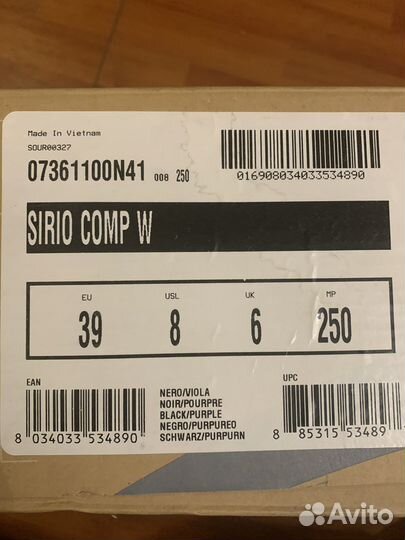 Made In Vietnam
SOUR00327
07361100N41 008 250
016908034033534890
SIRIO COMP W
EU USL UK MP
39 8 6 250
EAN
8 034033 534890
NERO/VIOLA
NOIR/POURPRE
BLACK/PURPLE
NEGRO/PURPUREO
SCHWARZ/PURPURN
UPC
8 85315 53489
Avito